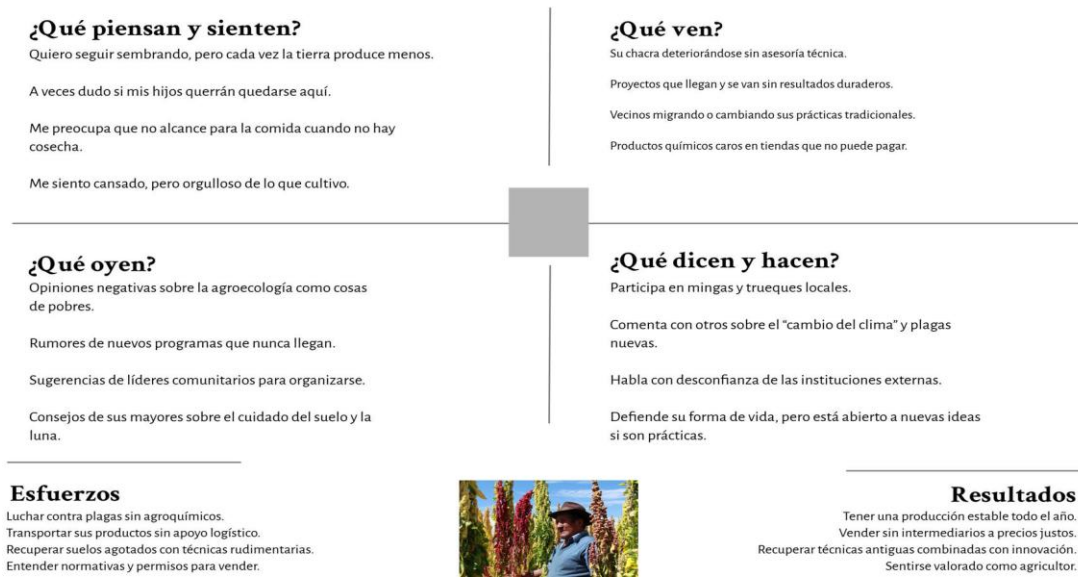 ¿Qué piensan y sienten?
Quiero seguir sembrando, pero cada vez la tierra produce menos.
A veces dudo si mis hijos querrán quedarse aquí.
Me preocupa que no alcance para la comida cuando no hay
cosecha.
Me siento cansado, pero orgulloso de lo que cultivo.
¿Qué ven?
Su chacra deteriorándose sin asesoría técnica.
Proyectos que llegan y se van sin resultados duraderos.
Vecinos migrando o cambiando sus prácticas tradicionales.
Productos químicos caros en tiendas que no puede pagar.
¿Qué oyen?
Opiniones negativas sobre la agroecología como cosas
de pobres.
Rumores de nuevos programas que nunca llegan.
Sugerencias de líderes comunitarios para organizarse.
Consejos de sus mayores sobre el cuidado del suelo y la
luna.
¿Qué dicen y hacen?
Participa en mingas y trueques locales.
Comenta con otros sobre el “cambio del clima” y plagas
nuevas.
Habla con desconfianza de las instituciones externas.
Defiende su forma de vida, pero está abierto a nuevas ideas
si son prácticas.
Esfuerzos
Luchar contra plagas sin agroquímicos.
Transportar sus productos sin apoyo logístico.
Recuperar suelos agotados con técnicas rudimentarias.
Entender normativas y permisos para vender.
Resultados
Tener una producción estable todo el año.
Vender sin intermediarios a precios justos.
Recuperar técnicas antiguas combinadas con innovación.
Sentirse valorado como agricultor.